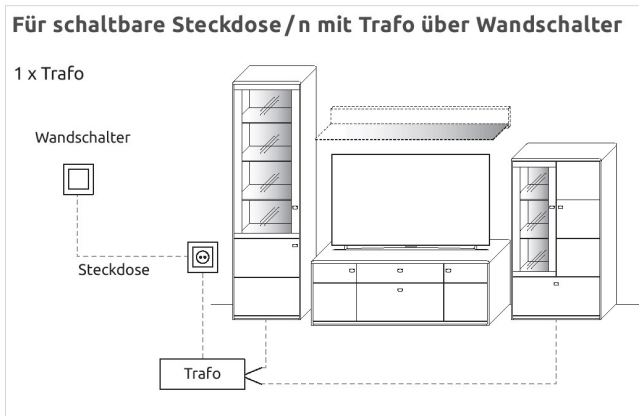 Für schaltbare Steckdose/n mit Trafo über Wandschalter
1 x Trafo
Wandschalter
Steckdose
Trafo